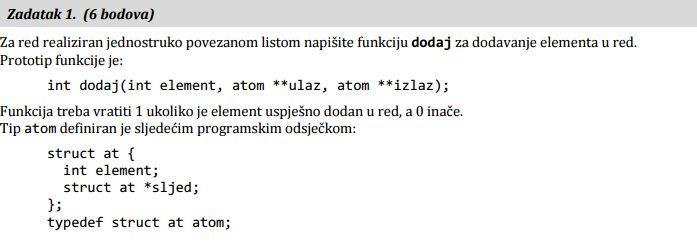 Zadatak 1. (6 bodova)
Za red realiziran jednostruko povezanom listom napišite funkciju dodaj za dodavanje elementa u red.
Prototip funkcije je:
int dodaj(int element, atom **ulaz, atom **izlaz);
Funkcija treba vratiti 1 ukoliko je element uspješno dodan u red, a 0 inače.
Tip atom definiran je sljedećim programskim odsječkom:
struct at {
int element;
struct at *sljed;
};
typedef struct at atom;